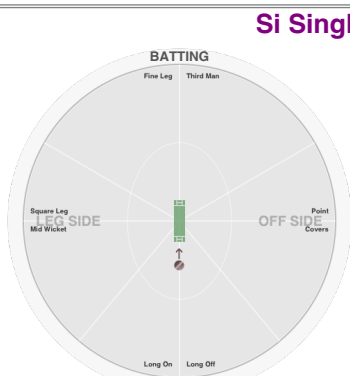 Si Singl
BATTING
Fine Leg Third Man
Square Leg Point
LEG SIDE OFF SIDE
Mid Wicket Covers
Long On Long Off